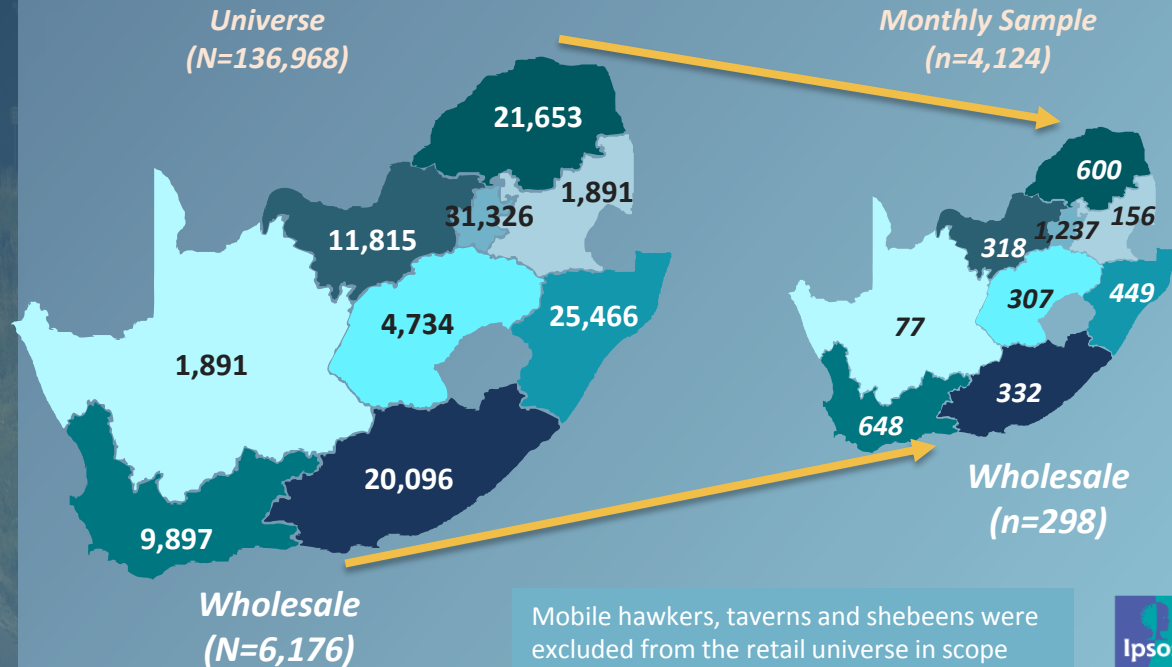 Universe
(N=136,968)
Monthly Sample
(n=4,124)
21,653
1,891
31,326
11,815
4,734
25,466
1,891
20,096
9,897
600
156
1,237
318
307
449
77
332
648
Wholesale
(N=6,176)
Wholesale
(n=298)
Mobile hawkers, taverns and shebeens were
excluded from the retail universe in scope
Ipso